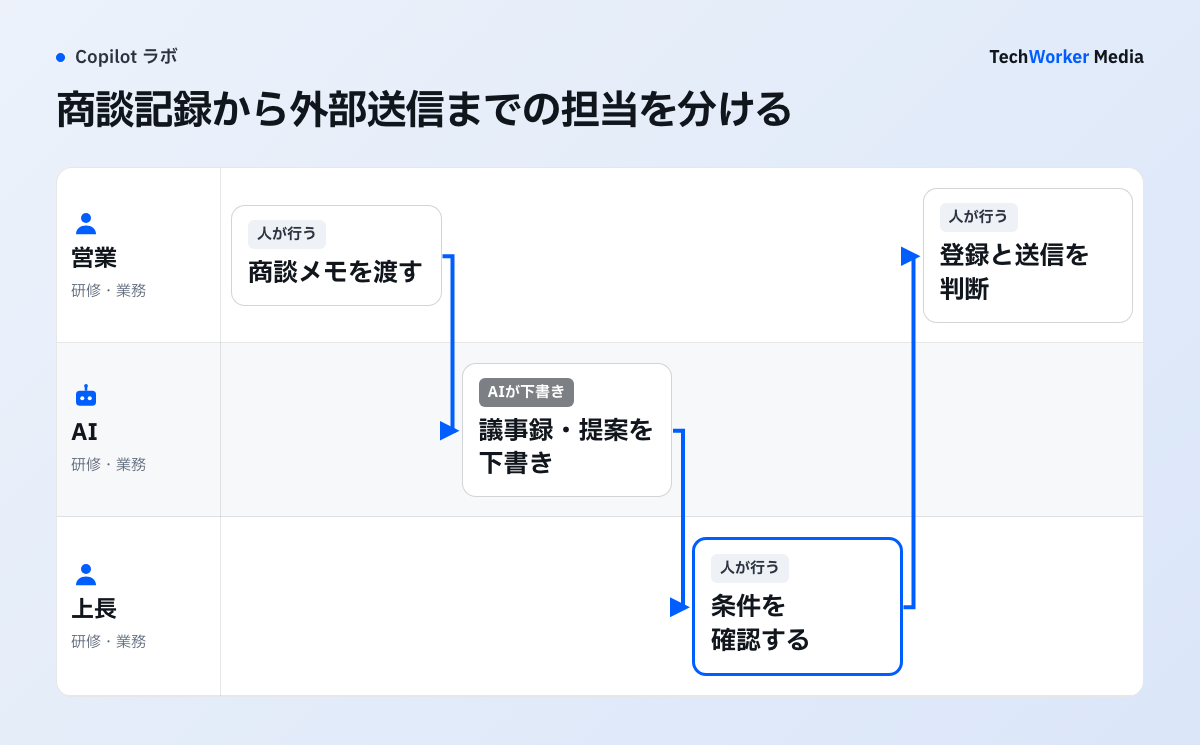 Copilot ラボ
TechWorker Media
商談記録から外部送信までの担当を分ける
営業
研修・業務
人が行う
商談メモを渡す
人が行う
登録と送信を
判断
AI
研修・業務
AIが下書き
議事録・提案を
下書き
上長
研修・業務
人が行う
条件を
確認する